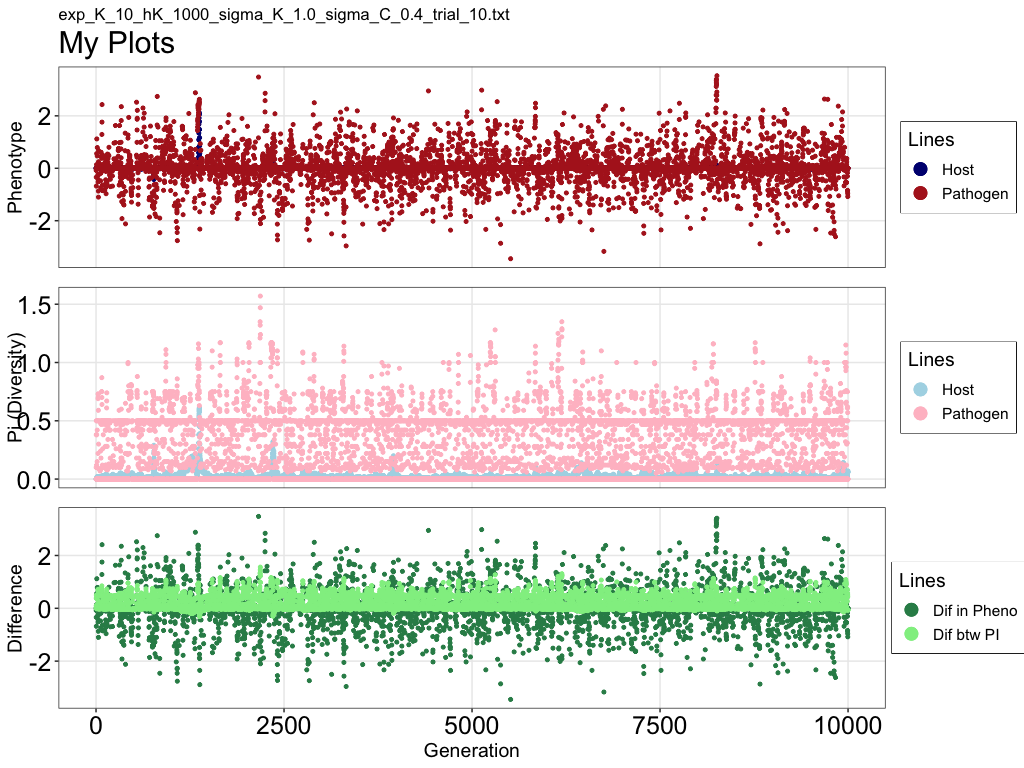 exp_K_10_hK_1000_sigma_K_1.0_sigma_C_0.4_trial_10.txt
My Plots
Phenotype
2
0
-2
Lines
Host
Pathogen
Pi (Diversity)
1.5
1.0
0.5
0.0
Lines
Host
Pathogen
Difference
2
0
-2
Lines
Dif in Pheno
Dif btw PI
0
2500
5000
7500
10000
Generation